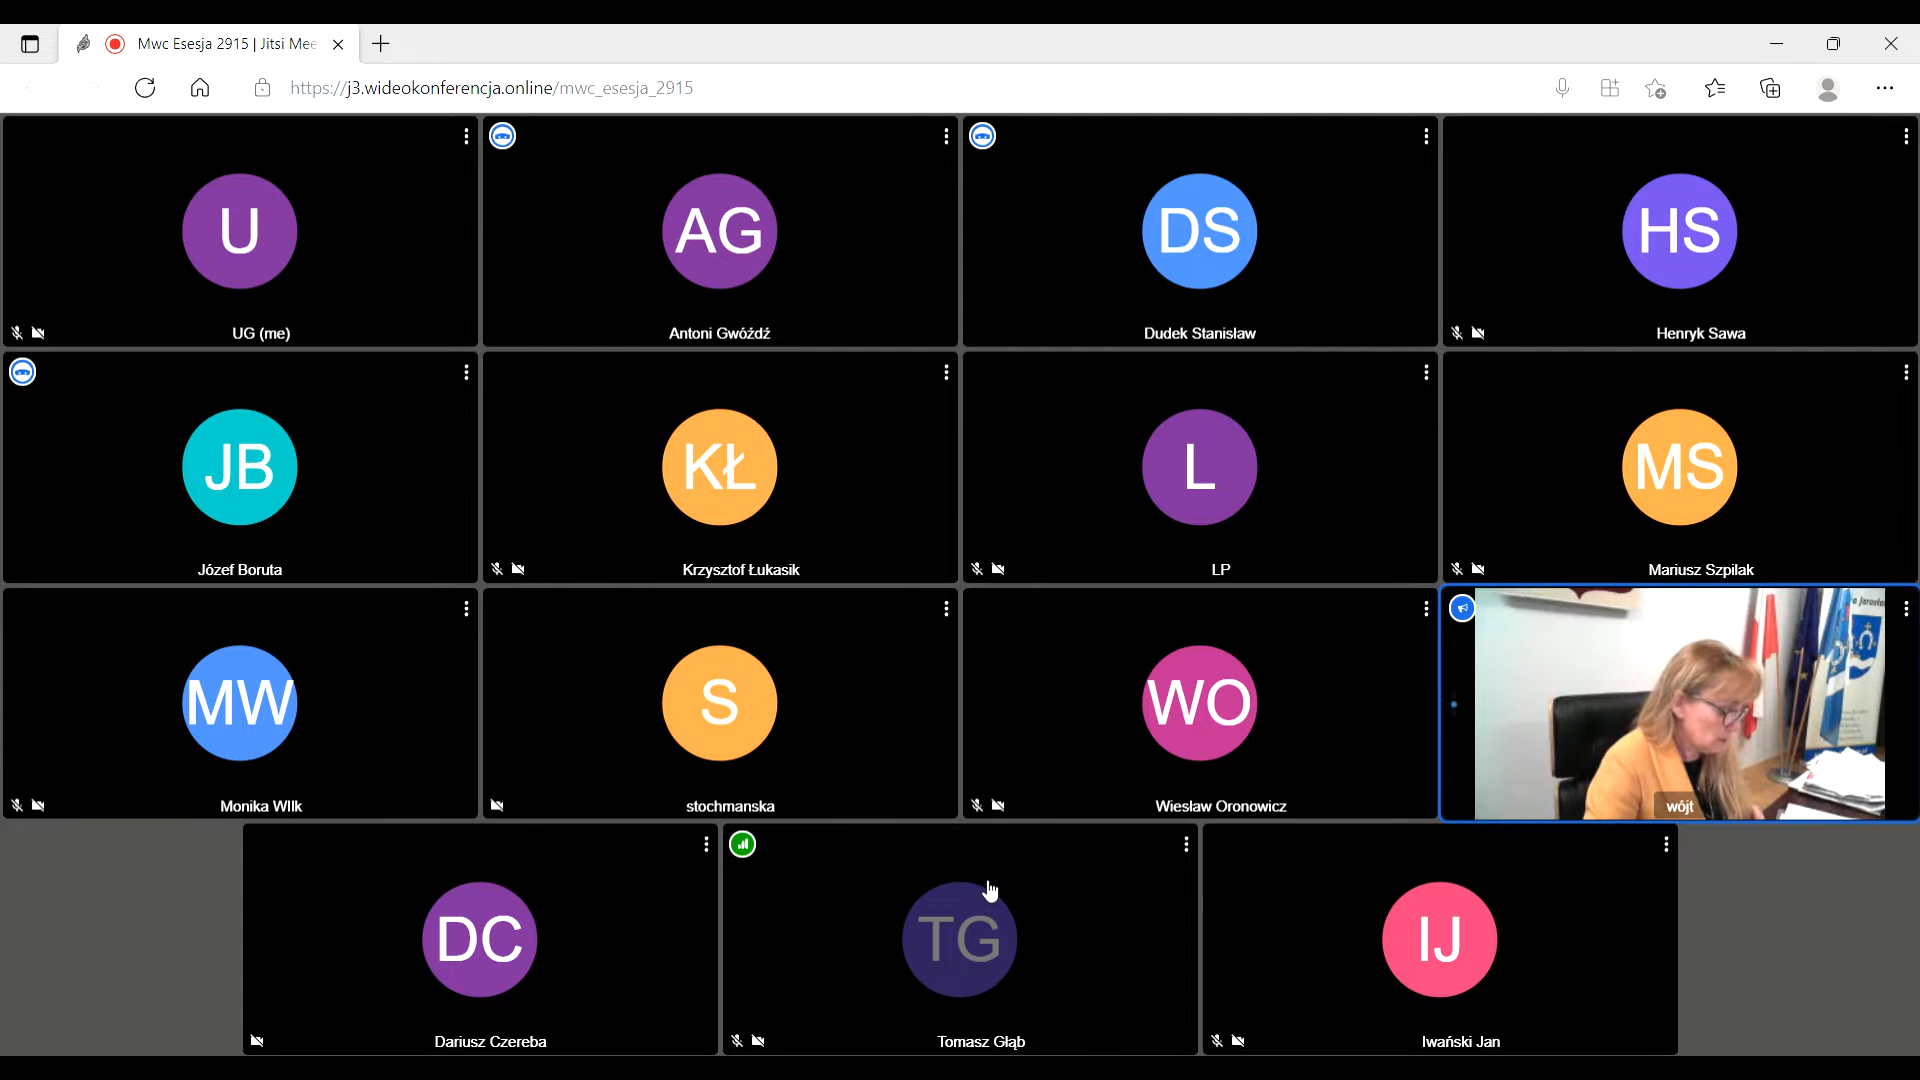 Mwc Esesja 2915 | Jitsi Mee
https://j3.wideokonferencja.online/mwc_esesja_2915
U
UG (me)
AG
Antoni Gwóźdź
DS
Dudek Stanisław
HS
Henryk Sawa
JB
Józef Boruta
KŁ
Krzysztof Łukasik
L
LP
MS
Mariusz Szpilak
MW
Monika WIlk
S
stochmanska
WO
Wiesław Oronowicz
wójt
DC
Dariusz Czereba
TG
Tomasz Głąb
IJ
Iwański Jan